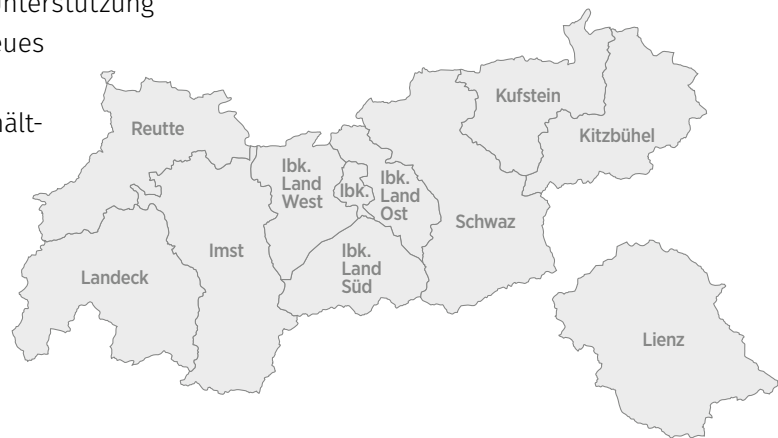 nterstützung
eues
ält-
Reutte
Kufstein
Kitzbühel
Ibk.
Land
West
Ibk.
Ibk.
Land
Ost
Schwaz
Imst
Ibk.
Land
Süd
Landeck
Lienz